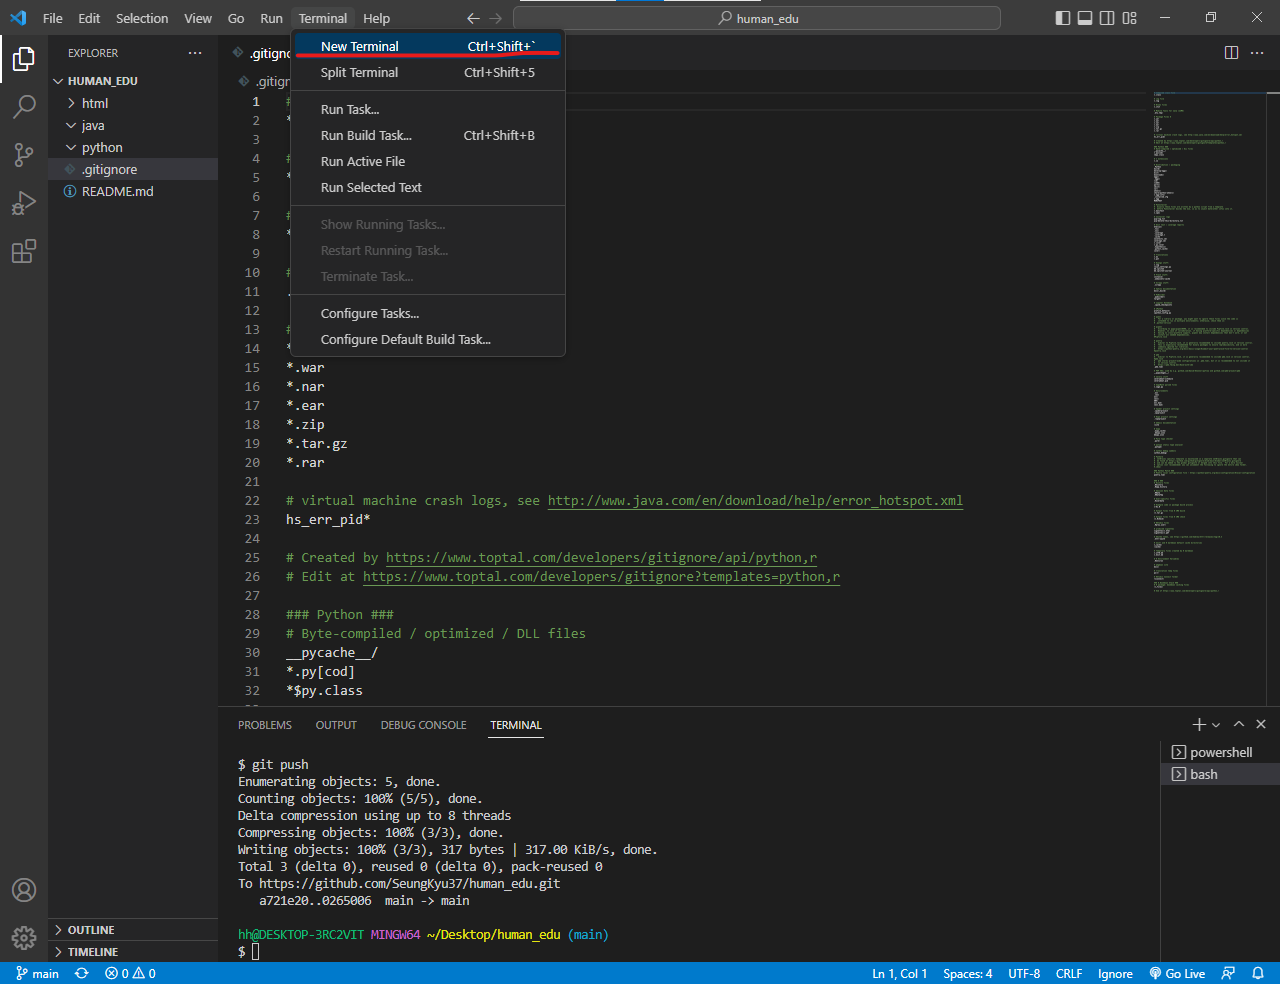 File Edit Selection View Go Run Terminal Help
human_edu
EXPLORER
HUMAN_EDU
html
java
python
.gitignore
README.md
OUTLINE
TIMELINE
New Terminal Ctrl+Shift+`
Split Terminal Ctrl+Shift+5
Run Task...
Run Build Task... Ctrl+Shift+B
Run Active File
Run Selected Text
Show Running Tasks...
Restart Running Task...
Terminate Task...
Configure Tasks...
Configure Default Build Task...
1 #
2 *
3
4 #
5 *
6
7 #
8 *
9
10 #
11 .
12
13 #
14 *
15 *.war
16 *.nar
17 *.ear
18 *.zip
19 *.tar.gz
20 *.rar
21
22 # virtual machine crash logs, see http://www.java.com/en/download/help/error_hotspot.xml
23 hs_err_pid*
24
25 # Created by https://www.toptal.com/developers/gitignore/api/python,r
26 # Edit at https://www.toptal.com/developers/gitignore?templates=python,r
27
28 ### Python ###
29 # Byte-compiled / optimized / DLL files
30 __pycache__/
31 *.py[cod]
32 *$py.class
PROBLEMS OUTPUT DEBUG CONSOLE TERMINAL
powershell
bash
$ git push
Enumerating objects: 5, done.
Counting objects: 100% (5/5), done.
Delta compression using up to 8 threads
Compressing objects: 100% (3/3), done.
Writing objects: 100% (3/3), 317 bytes | 317.00 KiB/s, done.
Total 3 (delta 0), reused 0 (delta 0), pack-reused 0
To https://github.com/SeungKyu37/human_edu.git
a721e20..0265006 main -> main
hh@DESKTOP-3RC2VIT MINGW64 ~/Desktop/human_edu (main)
$
main 0 0 Ln 1, Col 1 Spaces: 4 UTF-8 CRLF Ignore Go Live